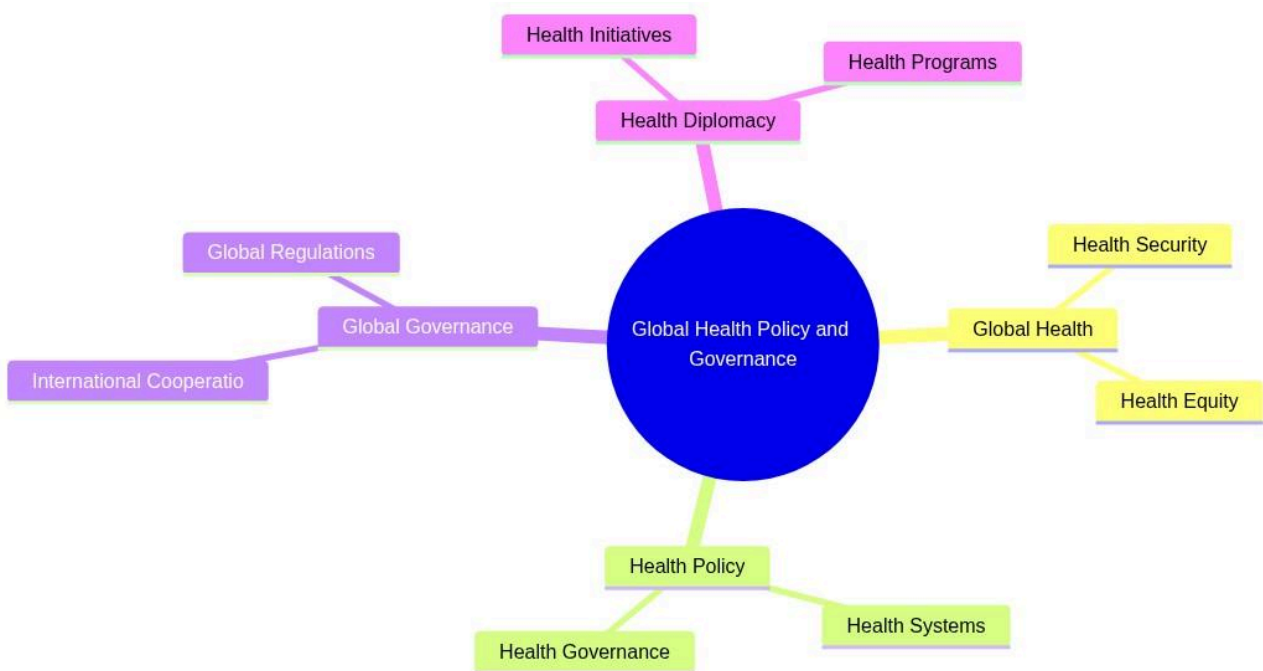 Health Initiatives
Health Programs
Health Diplomacy
Global Regulations
Health Security
Global Governance
Global Health Policy and
Governance
Global Health
International Cooperatio
Health Equity
Health Policy
Health Systems
Health Governance